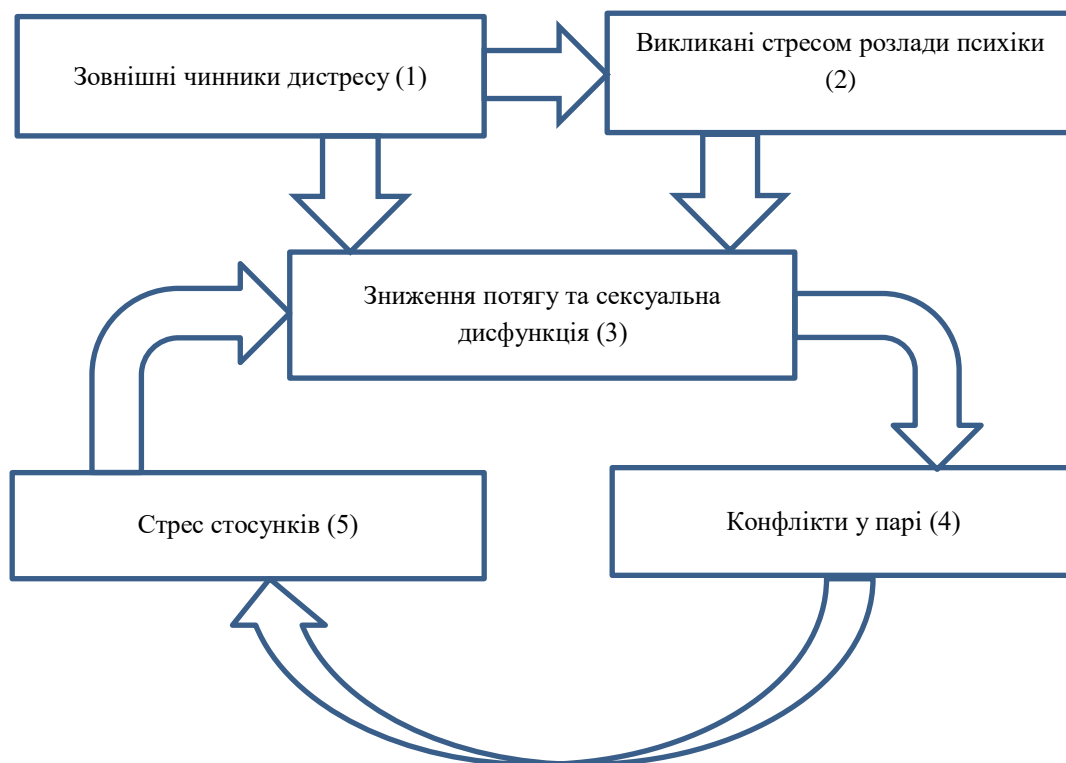 Зовнішні чинники дистресу (1)
Викликані стресом розлади психіки
(2)
Зниження потягу та сексуальна
дисфункція (3)
Стрес стосунків (5)
Конфлікти у парі (4)